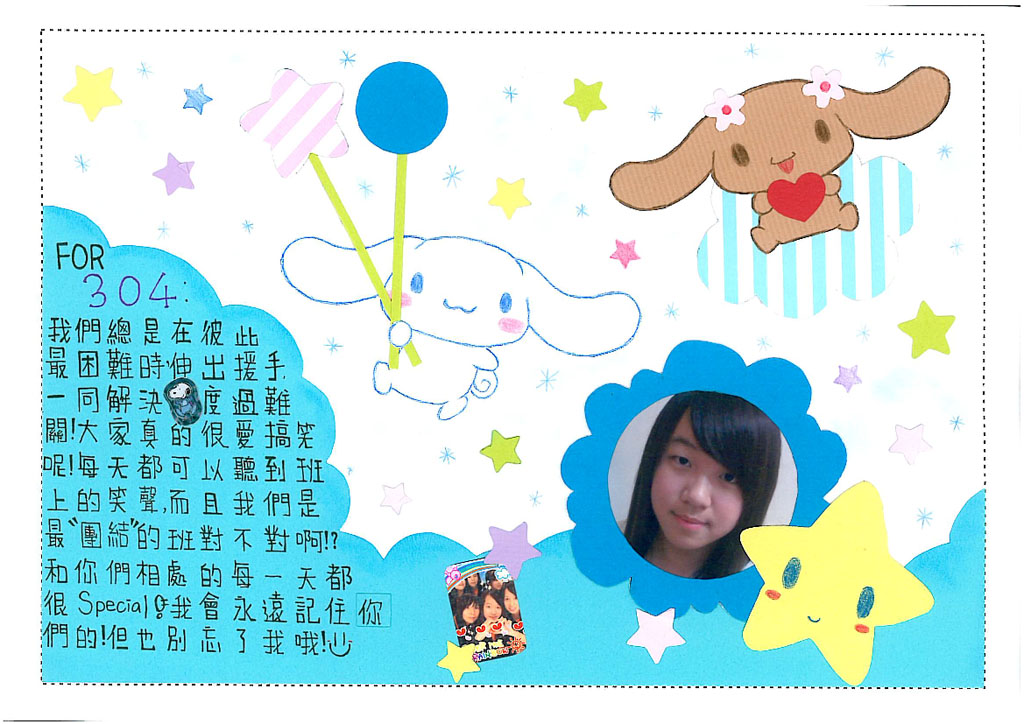 FOR
304:
我們總是在彼此
最困難時伸出援手
一同解決度過難
關!大家真的很愛搞笑
呢!每天都可以聽到班
上的笑聲,而且我們是
最"團結"的班對不對啊!?
和你們相處的每一天都
很Special!我會永遠記住你
們的!但也別忘了我哦!